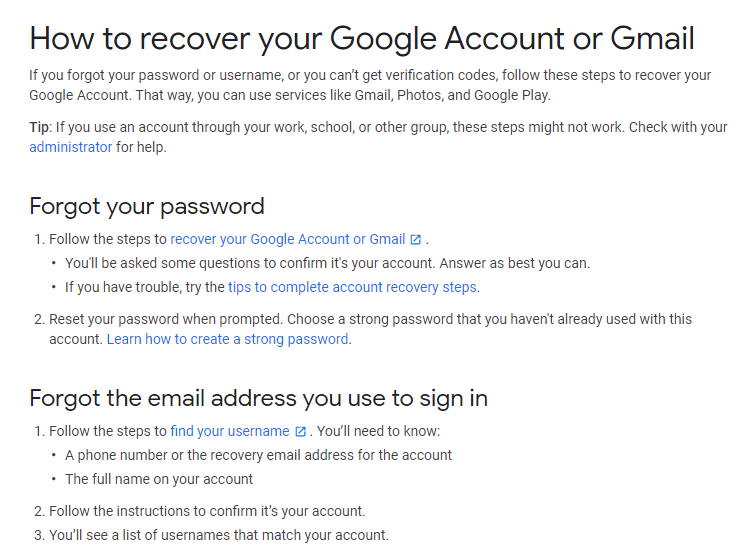 How to recover your Google Account or Gmail
If you forgot your password or username, or you can’t get verification codes, follow these steps to recover your
Google Account. That way, you can use services like Gmail, Photos, and Google Play.
Tip: If you use an account through your work, school, or other group, these steps might not work. Check with your
administrator for help.
Forgot your password
1. Follow the steps to recover your Google Account or Gmail .
• You'll be asked some questions to confirm it's your account. Answer as best you can.
• If you have trouble, try the tips to complete account recovery steps.
2. Reset your password when prompted. Choose a strong password that you haven't already used with this
account. Learn how to create a strong password.
Forgot the email address you use to sign in
1. Follow the steps to find your username . You’ll need to know:
• A phone number or the recovery email address for the account
• The full name on your account
2. Follow the instructions to confirm it’s your account.
3. You’ll see a list of usernames that match your account.